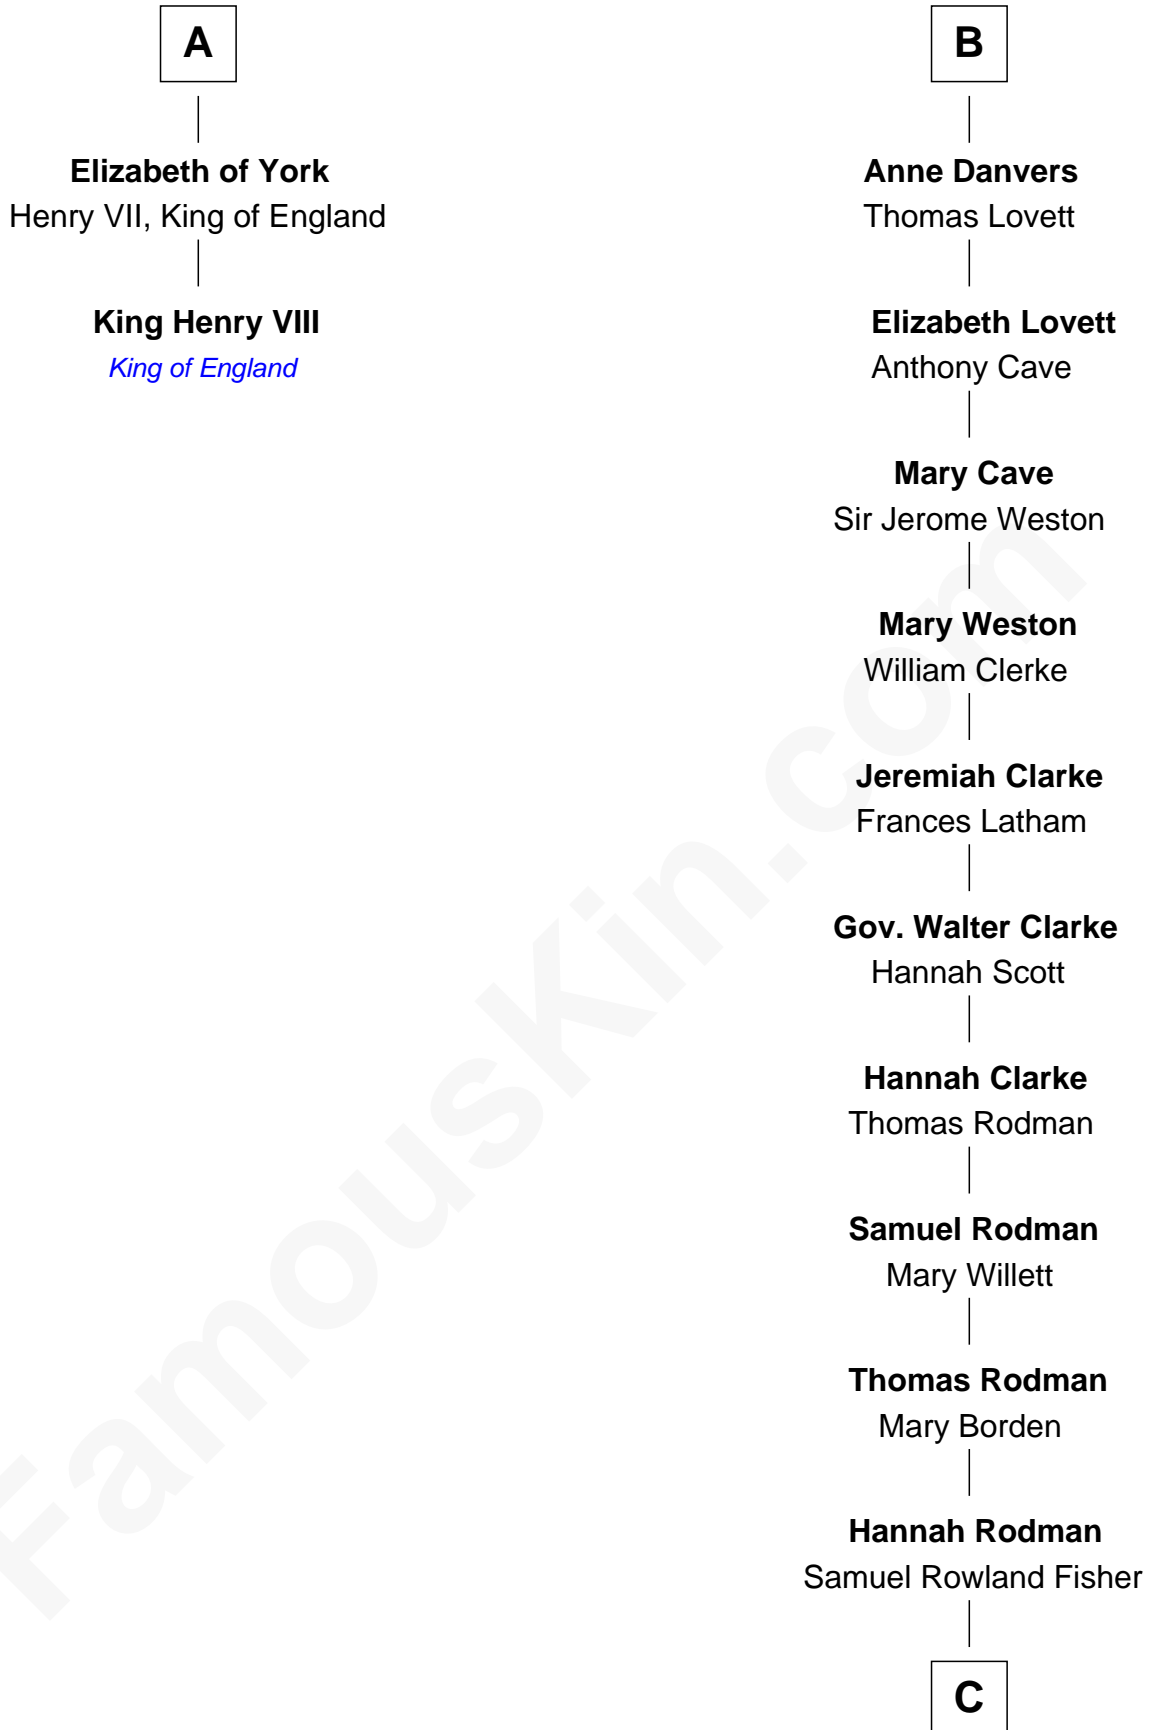 A
Elizabeth of York
Henry VII, King of England
King Henry VIII
King of England
B
Anne Danvers
Thomas Lovett
Elizabeth Lovett
Anthony Cave
Mary Cave
Sir Jerome Weston
Mary Weston
William Clerke
Jeremiah Clarke
Frances Latham
Gov. Walter Clarke
Hannah Scott
Hannah Clarke
Thomas Rodman
Samuel Rodman
Mary Willett
Thomas Rodman
Mary Borden
Hannah Rodman
Samuel Rowland Fisher
C
FamousKin.com